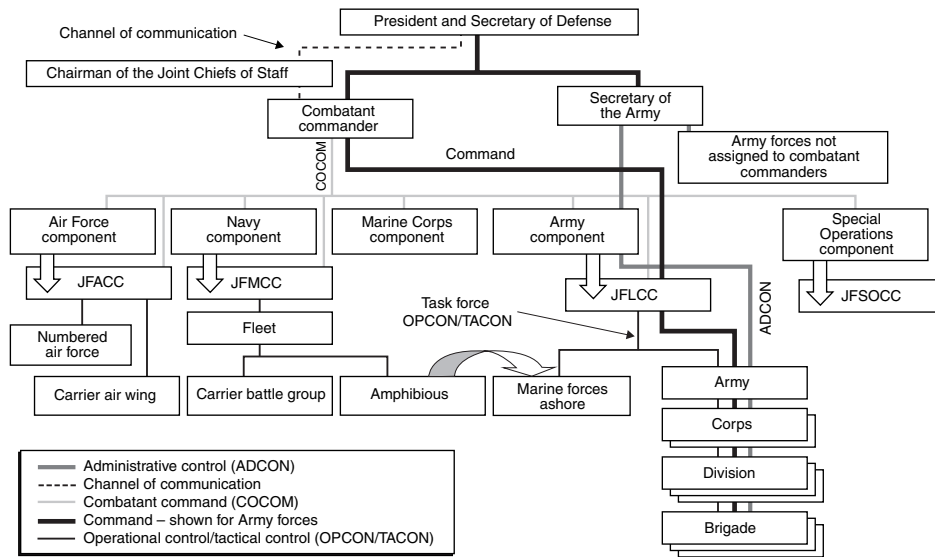 President and Secretary of Defense
Channel of communication
Chairman of the Joint Chiefs of Staff
Combatant
commander
Secretary of
the Army
Army forces not
assigned to combatant
commanders
COCOM
Command
Air Force
component
Navy
component
Marine Corps
component
Army
component
Special
Operations
component
JFACC
JFMCC
JFLCC
JFSOCC
ADCON
Task force
OPCON/TACON
Numbered
air force
Fleet
Carrier air wing
Carrier battle group
Amphibious
Marine forces
ashore
Army
Corps
Division
Brigade
Administrative control (ADCON)
Channel of communication
Combatant command (COCOM)
Command – shown for Army forces
Operational control/tactical control (OPCON/TACON)